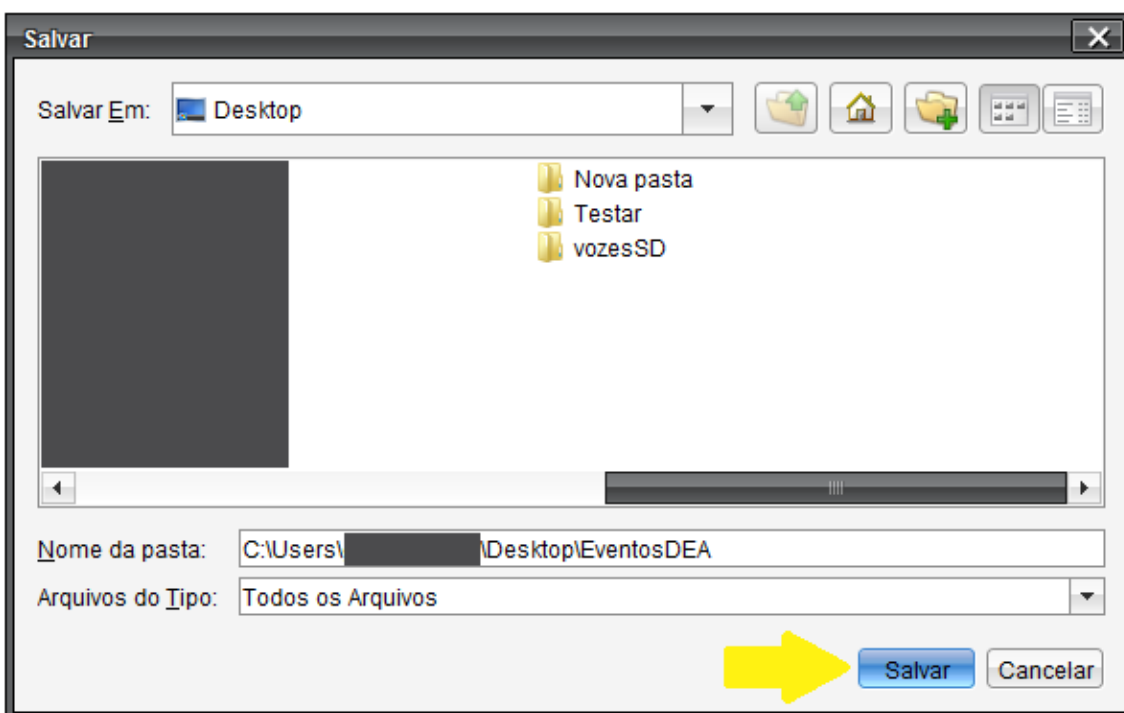 Salvar
Salvar Em: Desktop
Nova pasta
Testar
vozesSD
Nome da pasta: C:\Users\ \Desktop\EventosDEA
Arquivos do Tipo: Todos os Arquivos
Salvar Cancelar